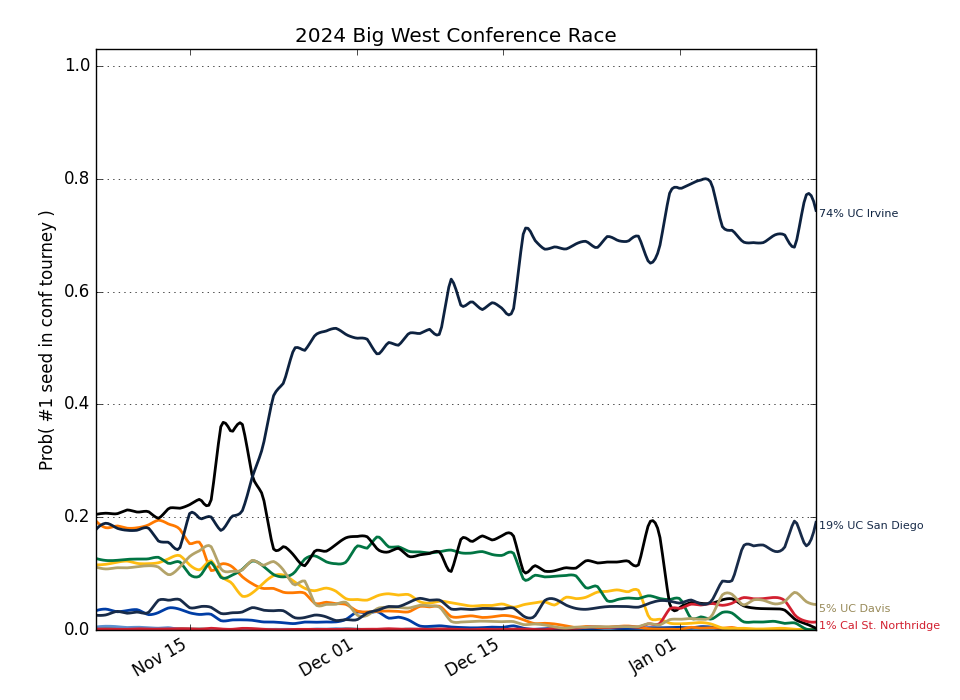 2024 Big West Conference Race
Prob( #1 seed in conf tourney )
1.0
0.8
0.6
0.4
0.2
0.0
Nov 15
Dec 01
Dec 15
Jan 01
74% UC Irvine
19% UC San Diego
5% UC Davis
1% Cal St. Northridge